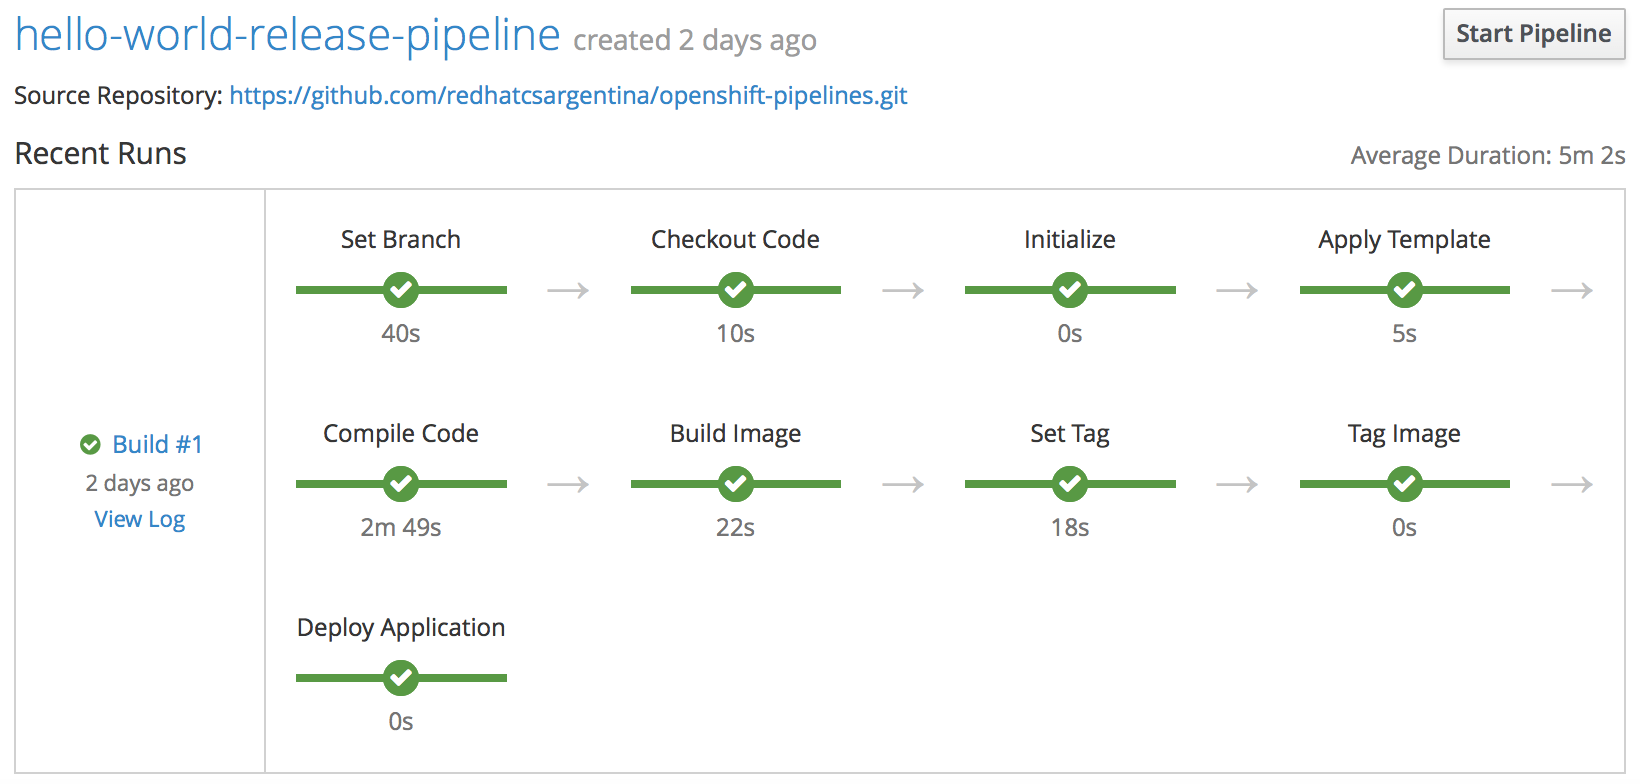 hello-world-release-pipeline created 2 days ago
Start Pipeline
Source Repository: https://github.com/redhatcsargentina/openshift-pipelines.git
Recent Runs
Average Duration: 5m 2s
Build #1
2 days ago
View Log
Set Branch
40s
Checkout Code
10s
Initialize
0s
Apply Template
5s
Compile Code
2m 49s
Build Image
22s
Set Tag
18s
Tag Image
0s
Deploy Application
0s